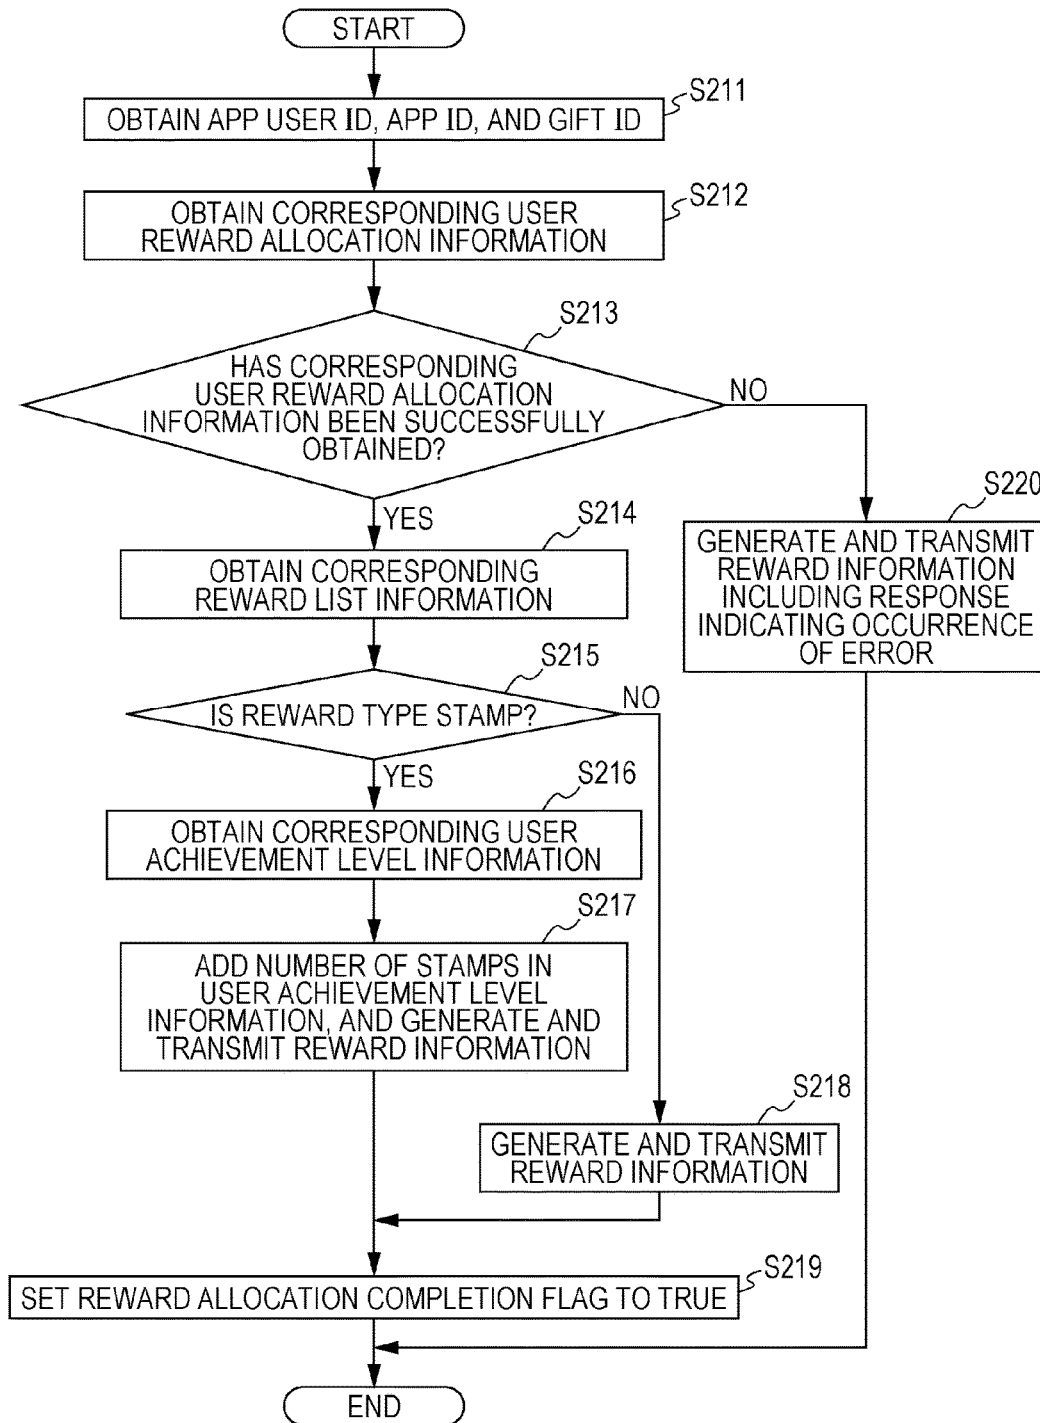 START
S211
OBTAIN APP USER ID, APP ID, AND GIFT ID
S212
OBTAIN CORRESPONDING USER
REWARD ALLOCATION INFORMATION
S213
HAS CORRESPONDING
USER REWARD ALLOCATION
INFORMATION BEEN SUCCESSFULLY
OBTAINED?
NO
YES
S220
GENERATE AND TRANSMIT
REWARD INFORMATION
INCLUDING RESPONSE
INDICATING OCCURRENCE
OF ERROR
S214
OBTAIN CORRESPONDING
REWARD LIST INFORMATION
S215
IS REWARD TYPE STAMP?
NO
YES
S216
OBTAIN CORRESPONDING USER
ACHIEVEMENT LEVEL INFORMATION
S217
ADD NUMBER OF STAMPS IN
USER ACHIEVEMENT LEVEL
INFORMATION, AND GENERATE AND
TRANSMIT REWARD INFORMATION
S218
GENERATE AND TRANSMIT
REWARD INFORMATION
S219
SET REWARD ALLOCATION COMPLETION FLAG TO TRUE
END